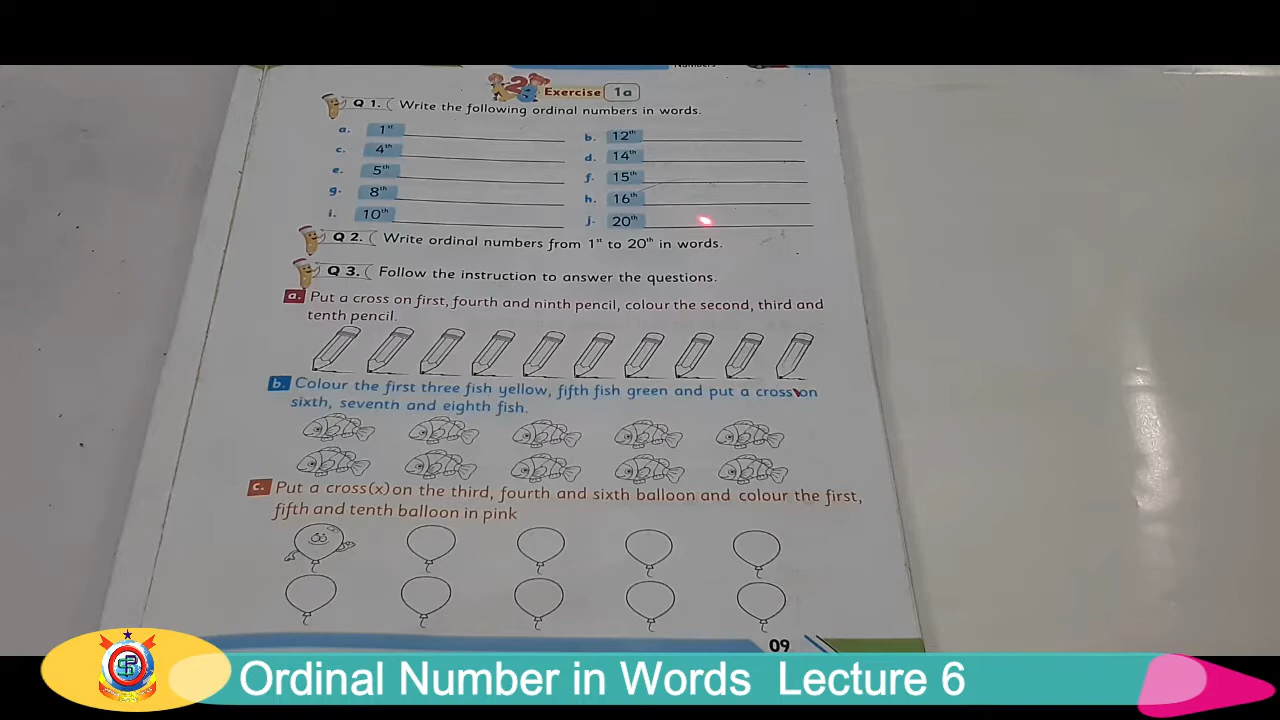 Numbers
Exercise 1a
Q 1. Write the following ordinal numbers in words.
a. 1st
b. 12th
c. 4th
d. 14th
e. 5th
f. 15th
g. 8th
h. 16th
i. 10th
j. 20th
Q 2. Write ordinal numbers from 1st to 20th in words.
Q 3. Follow the instruction to answer the questions.
a. Put a cross on first, fourth and ninth pencil, colour the second, third and
tenth pencil.
b. Colour the first three fish yellow, fifth fish green and put a cross on
sixth, seventh and eighth fish.
c. Put a cross(x) on the third, fourth and sixth balloon and colour the first,
fifth and tenth balloon in pink
09
Ordinal Number in Words Lecture 6